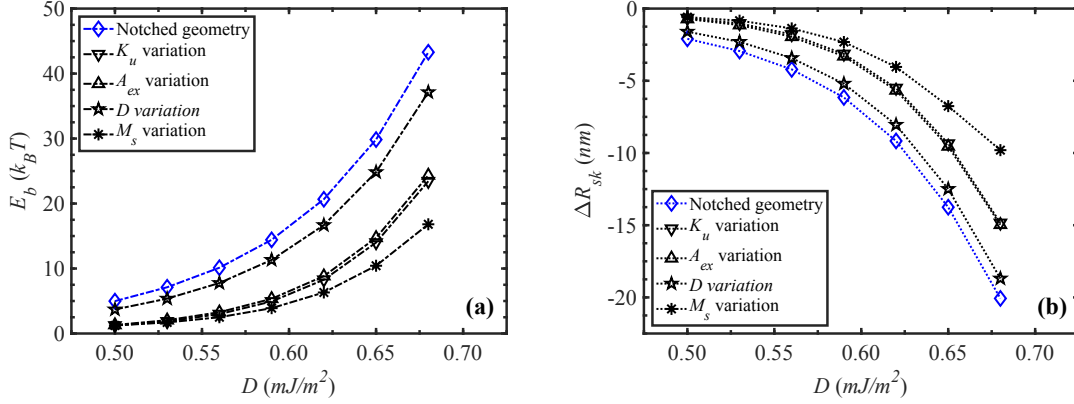 50
40
30
20
10
0
E_b (k_BT)
Notched geometry
K_u variation
A_ex variation
D variation
M_s variation
(a)
0.50 0.55 0.60 0.65 0.70
D (mJ/m^2)
0
-5
-10
-15
-20
ΔR_sk (nm)
Notched geometry
K_u variation
A_ex variation
D variation
M_s variation
(b)
0.50 0.55 0.60 0.65 0.70
D (mJ/m^2)